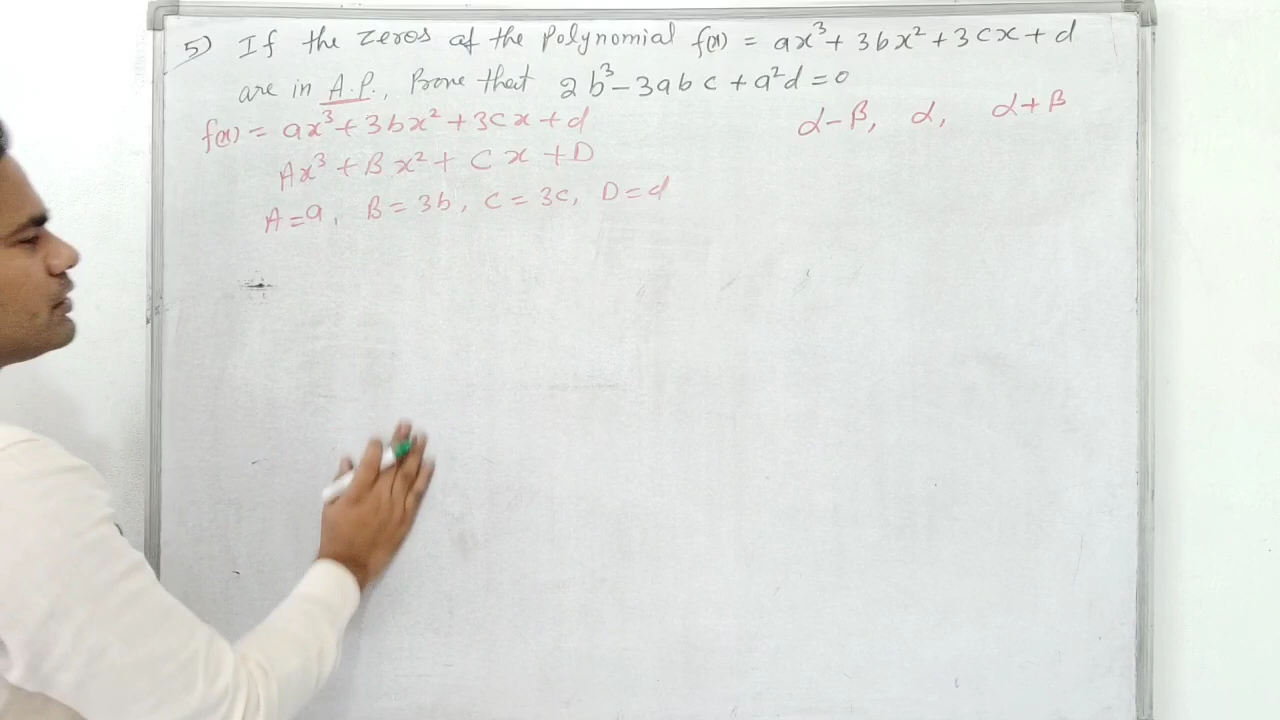 5) If the zeros of the polynomial f(x) = ax³ + 3bx² + 3cx + d
are in A.P., Prove that 2b³ – 3abc + a²d = 0
f(x) = ax³ + 3bx² + 3cx + d
α–β, α, α+β
Ax³ + Bx² + Cx + D
A = a, B = 3b, C = 3c, D = d